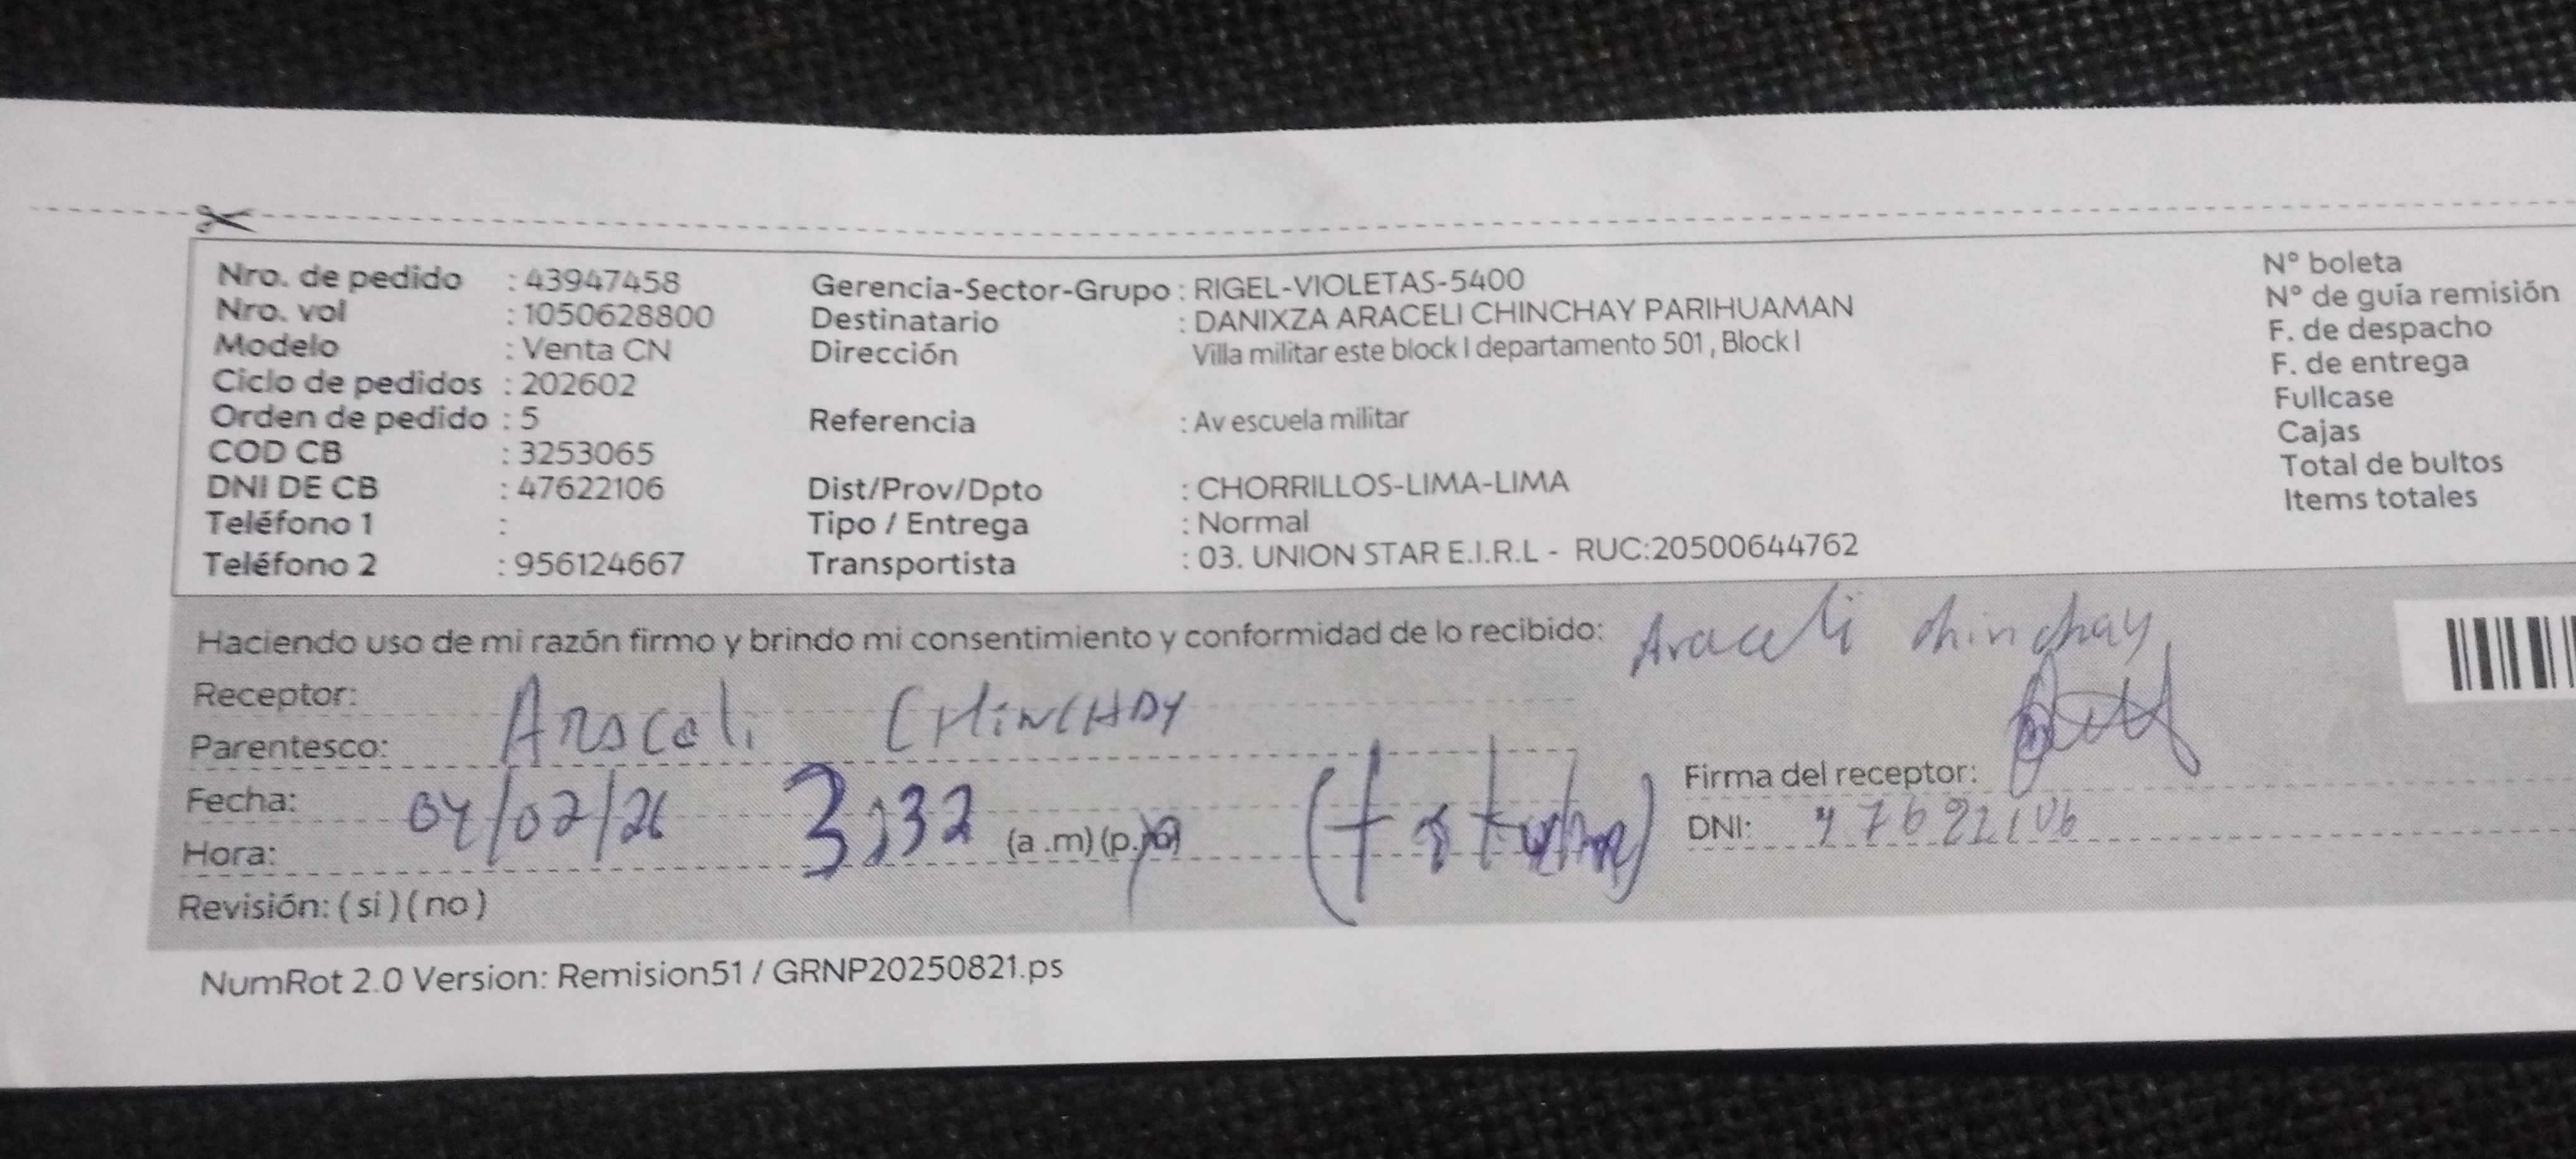 Nro. de pedido : 43947458
Nro. vol : 1050628800
Modelo : Venta CN
Ciclo de pedidos : 202602
Orden de pedido : 5
COD CB : 3253065
DNI DE CB : 47622106
Teléfono 1 :
Teléfono 2 : 956124667
Gerencia-Sector-Grupo : RIGEL-VIOLETAS-5400
Destinatario : DANIXZA ARACELI CHINCHAY PARIHUAMAN
Dirección Villa militar este block I departamento 501 , Block I
Referencia : Av escuela militar
Dist/Prov/Dpto : CHORRILLOS-LIMA-LIMA
Tipo / Entrega : Normal
Transportista : 03. UNION STAR E.I.R.L - RUC:20500644762
N° boleta
N° de guía remisión
F. de despacho
F. de entrega
Fullcase
Cajas
Total de bultos
Items totales
Haciendo uso de mi razón firmo y brindo mi consentimiento y conformidad de lo recibido: Araceli chinchay
Receptor: Araceli CHINCHAY
Parentesco:
Fecha: 04/02/26
Hora: 3:32 (a .m) (p.m)
Revisión: ( si ) ( no )
Firma del receptor:
DNI: 47622106
NumRot 2.0 Version: Remision51 / GRNP20250821.ps